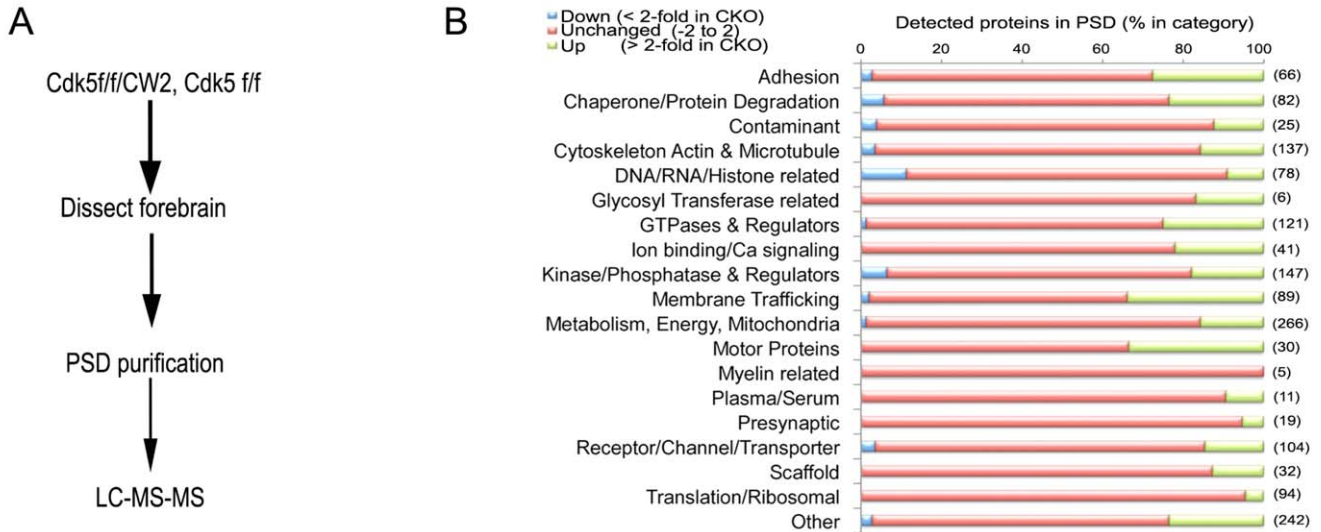 A
Cdk5f/f/CW2, Cdk5 f/f
Dissect forebrain
PSD purification
LC-MS-MS
B
Down (< 2-fold in CKO)
Unchanged (-2 to 2)
Up (> 2-fold in CKO)
Detected proteins in PSD (% in category)
0 20 40 60 80 100
Adhesion (66)
Chaperone/Protein Degradation (82)
Contaminant (25)
Cytoskeleton Actin & Microtubule (137)
DNA/RNA/Histone related (78)
Glycosyl Transferase related (6)
GTPases & Regulators (121)
Ion binding/Ca signaling (41)
Kinase/Phosphatase & Regulators (147)
Membrane Trafficking (89)
Metabolism, Energy, Mitochondria (266)
Motor Proteins (30)
Myelin related (5)
Plasma/Serum (11)
Presynaptic (19)
Receptor/Channel/Transporter (104)
Scaffold (32)
Translation/Ribosomal (94)
Other (242)